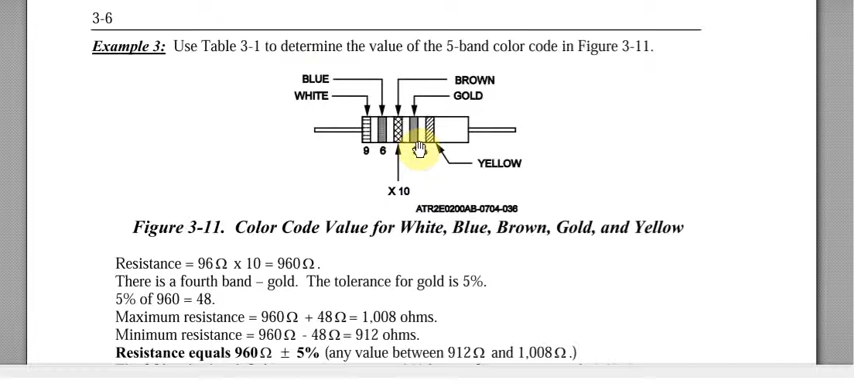 3-6
Example 3: Use Table 3-1 to determine the value of the 5-band color code in Figure 3-11.
BLUE
BROWN
WHITE
GOLD
9 6
YELLOW
X 10
ATR2E0200AB-0704-036
Figure 3-11. Color Code Value for White, Blue, Brown, Gold, and Yellow
Resistance = 96Ω x 10 = 960Ω.
There is a fourth band – gold. The tolerance for gold is 5%.
5% of 960 = 48.
Maximum resistance = 960Ω + 48Ω = 1,008 ohms.
Minimum resistance = 960Ω - 48Ω = 912 ohms.
Resistance equals 960Ω ± 5% (any value between 912Ω and 1,008Ω.)